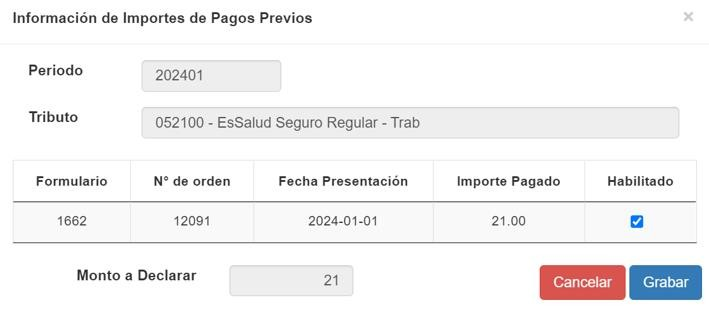 Información de Importes de Pagos Previos ×
Periodo 202401
Tributo 052100 - EsSalud Seguro Regular - Trab
Formulario N° de orden Fecha Presentación Importe Pagado Habilitado
1662 12091 2024-01-01 21.00
Monto a Declarar 21 Cancelar Grabar